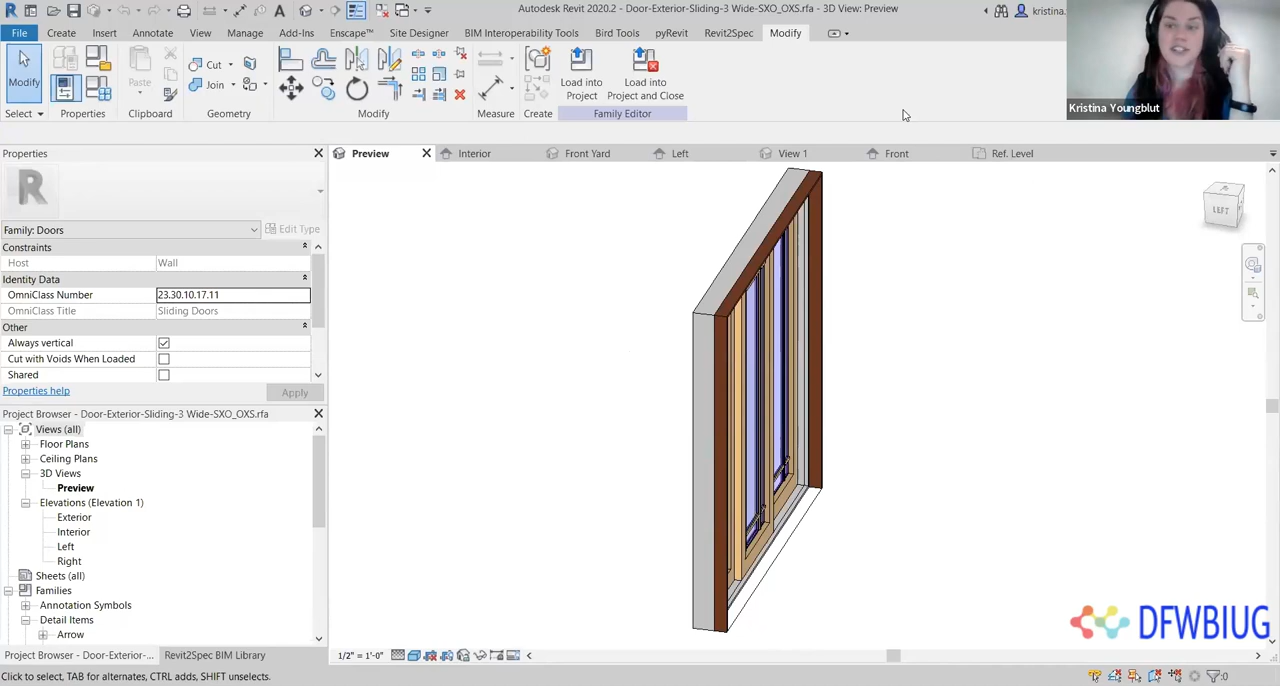 Autodesk Revit 2020.2 - Door-Exterior-Sliding-3 Wide-SXO_OXS.rfa - 3D View: Preview
kristina.
File Create Insert Annotate View Manage Add-Ins Enscape™ Site Designer BIM Interoperability Tools Bird Tools pyRevit Revit2Spec Modify
Modify
Paste
Cut
Join
Load into
Project
Load into
Project and Close
Select Properties Clipboard Geometry Modify Measure Create Family Editor
Kristina Youngblut
Properties
Preview Interior Front Yard Left View 1 Front Ref. Level
R
Family: Doors Edit Type
Constraints
Host Wall
Identity Data
OmniClass Number 23.30.10.17.11
OmniClass Title Sliding Doors
Other
Always vertical
Cut with Voids When Loaded
Shared
Properties help Apply
LEFT
Project Browser - Door-Exterior-Sliding-3 Wide-SXO_OXS.rfa
Views (all)
Floor Plans
Ceiling Plans
3D Views
Preview
Elevations (Elevation 1)
Exterior
Interior
Left
Right
Sheets (all)
Families
Annotation Symbols
Detail Items
Arrow
DFWBIUG
Project Browser - Door-Exterior-... Revit2Spec BIM Library
1/2" = 1'-0"
Click to select, TAB for alternates, CTRL adds, SHIFT unselects.
:0